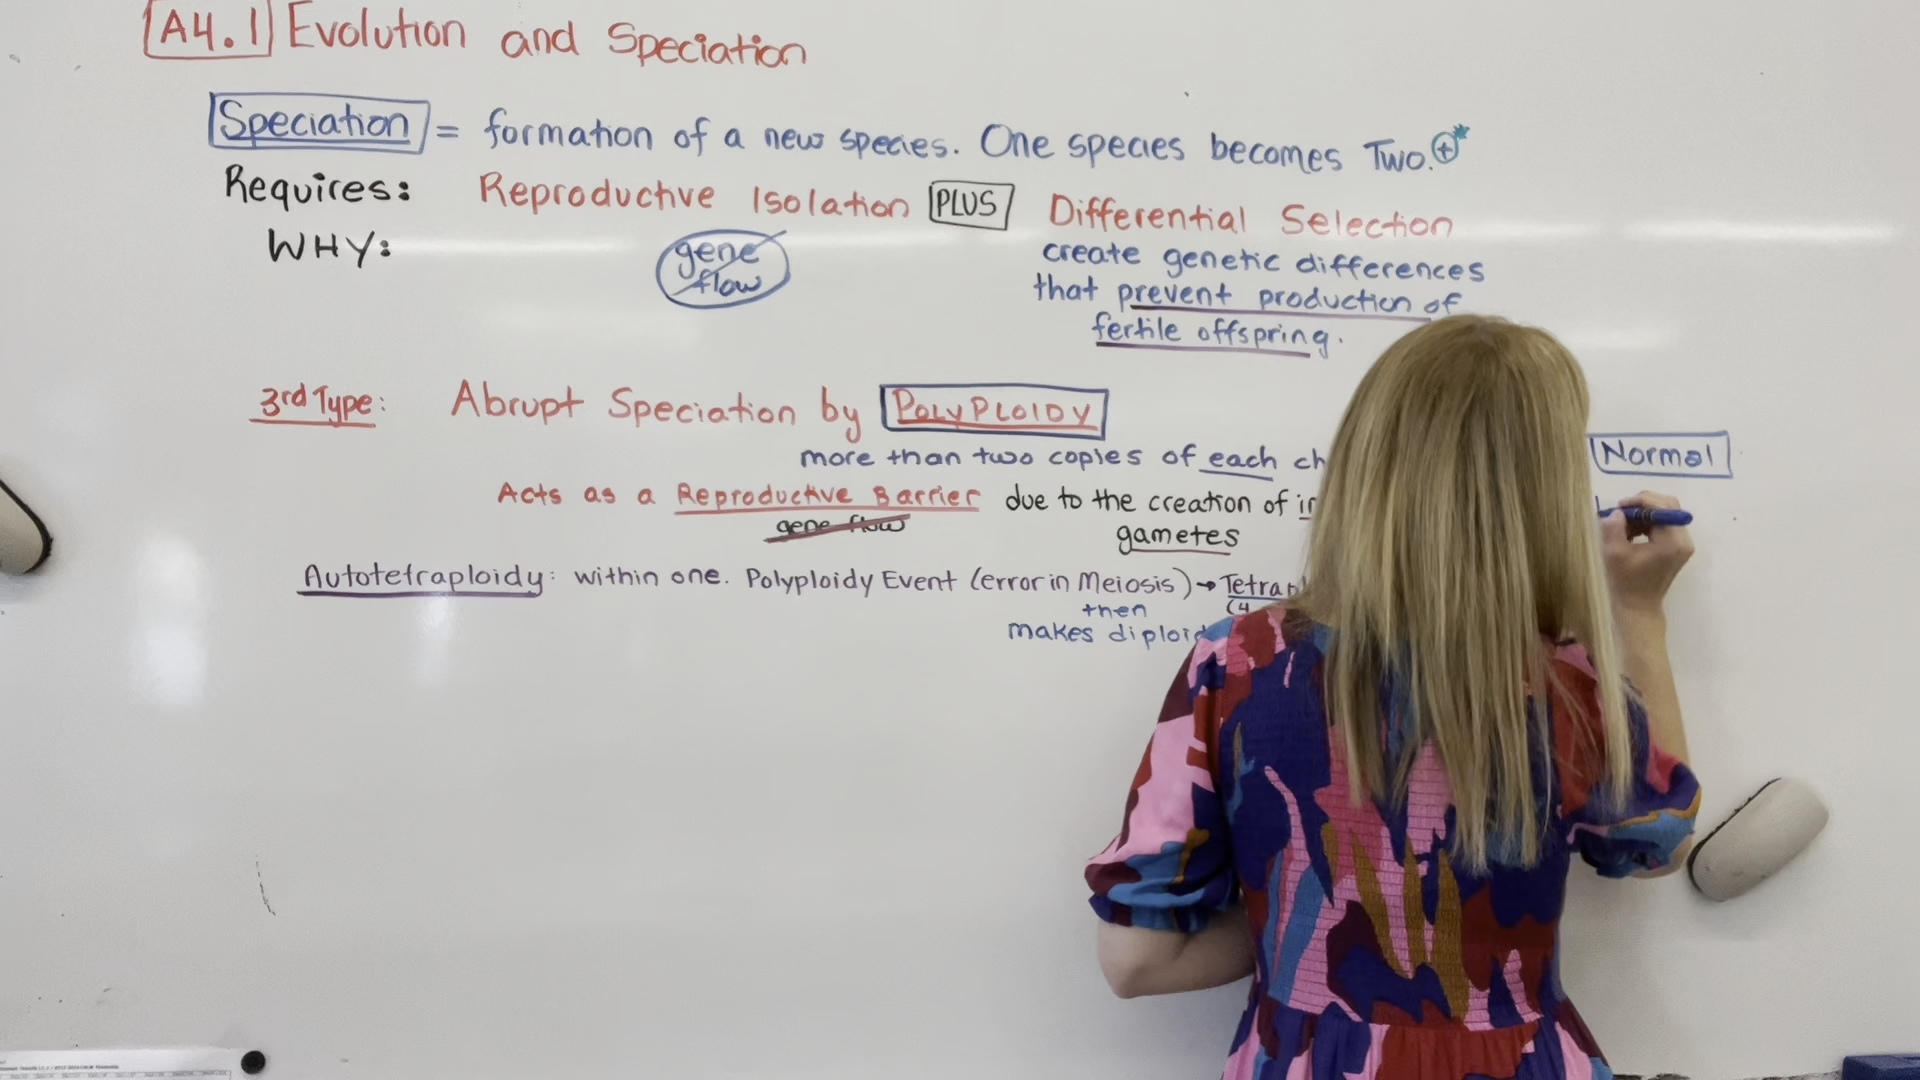 A4.1 Evolution and Speciation
Speciation = formation of a new species. One species becomes Two.
Requires: Reproductive Isolation PLUS Differential Selection
WHY: gene flow
create genetic differences
that prevent production of
fertile offspring.
3rd Type: Abrupt Speciation by POLYPLOIDY
more than two copies of each
Normal
Acts as a Reproductive Barrier due to the creation of
gene flow
gametes
Autotetraploidy: within one. Polyploidy Event (error in Meiosis) →
then
makes